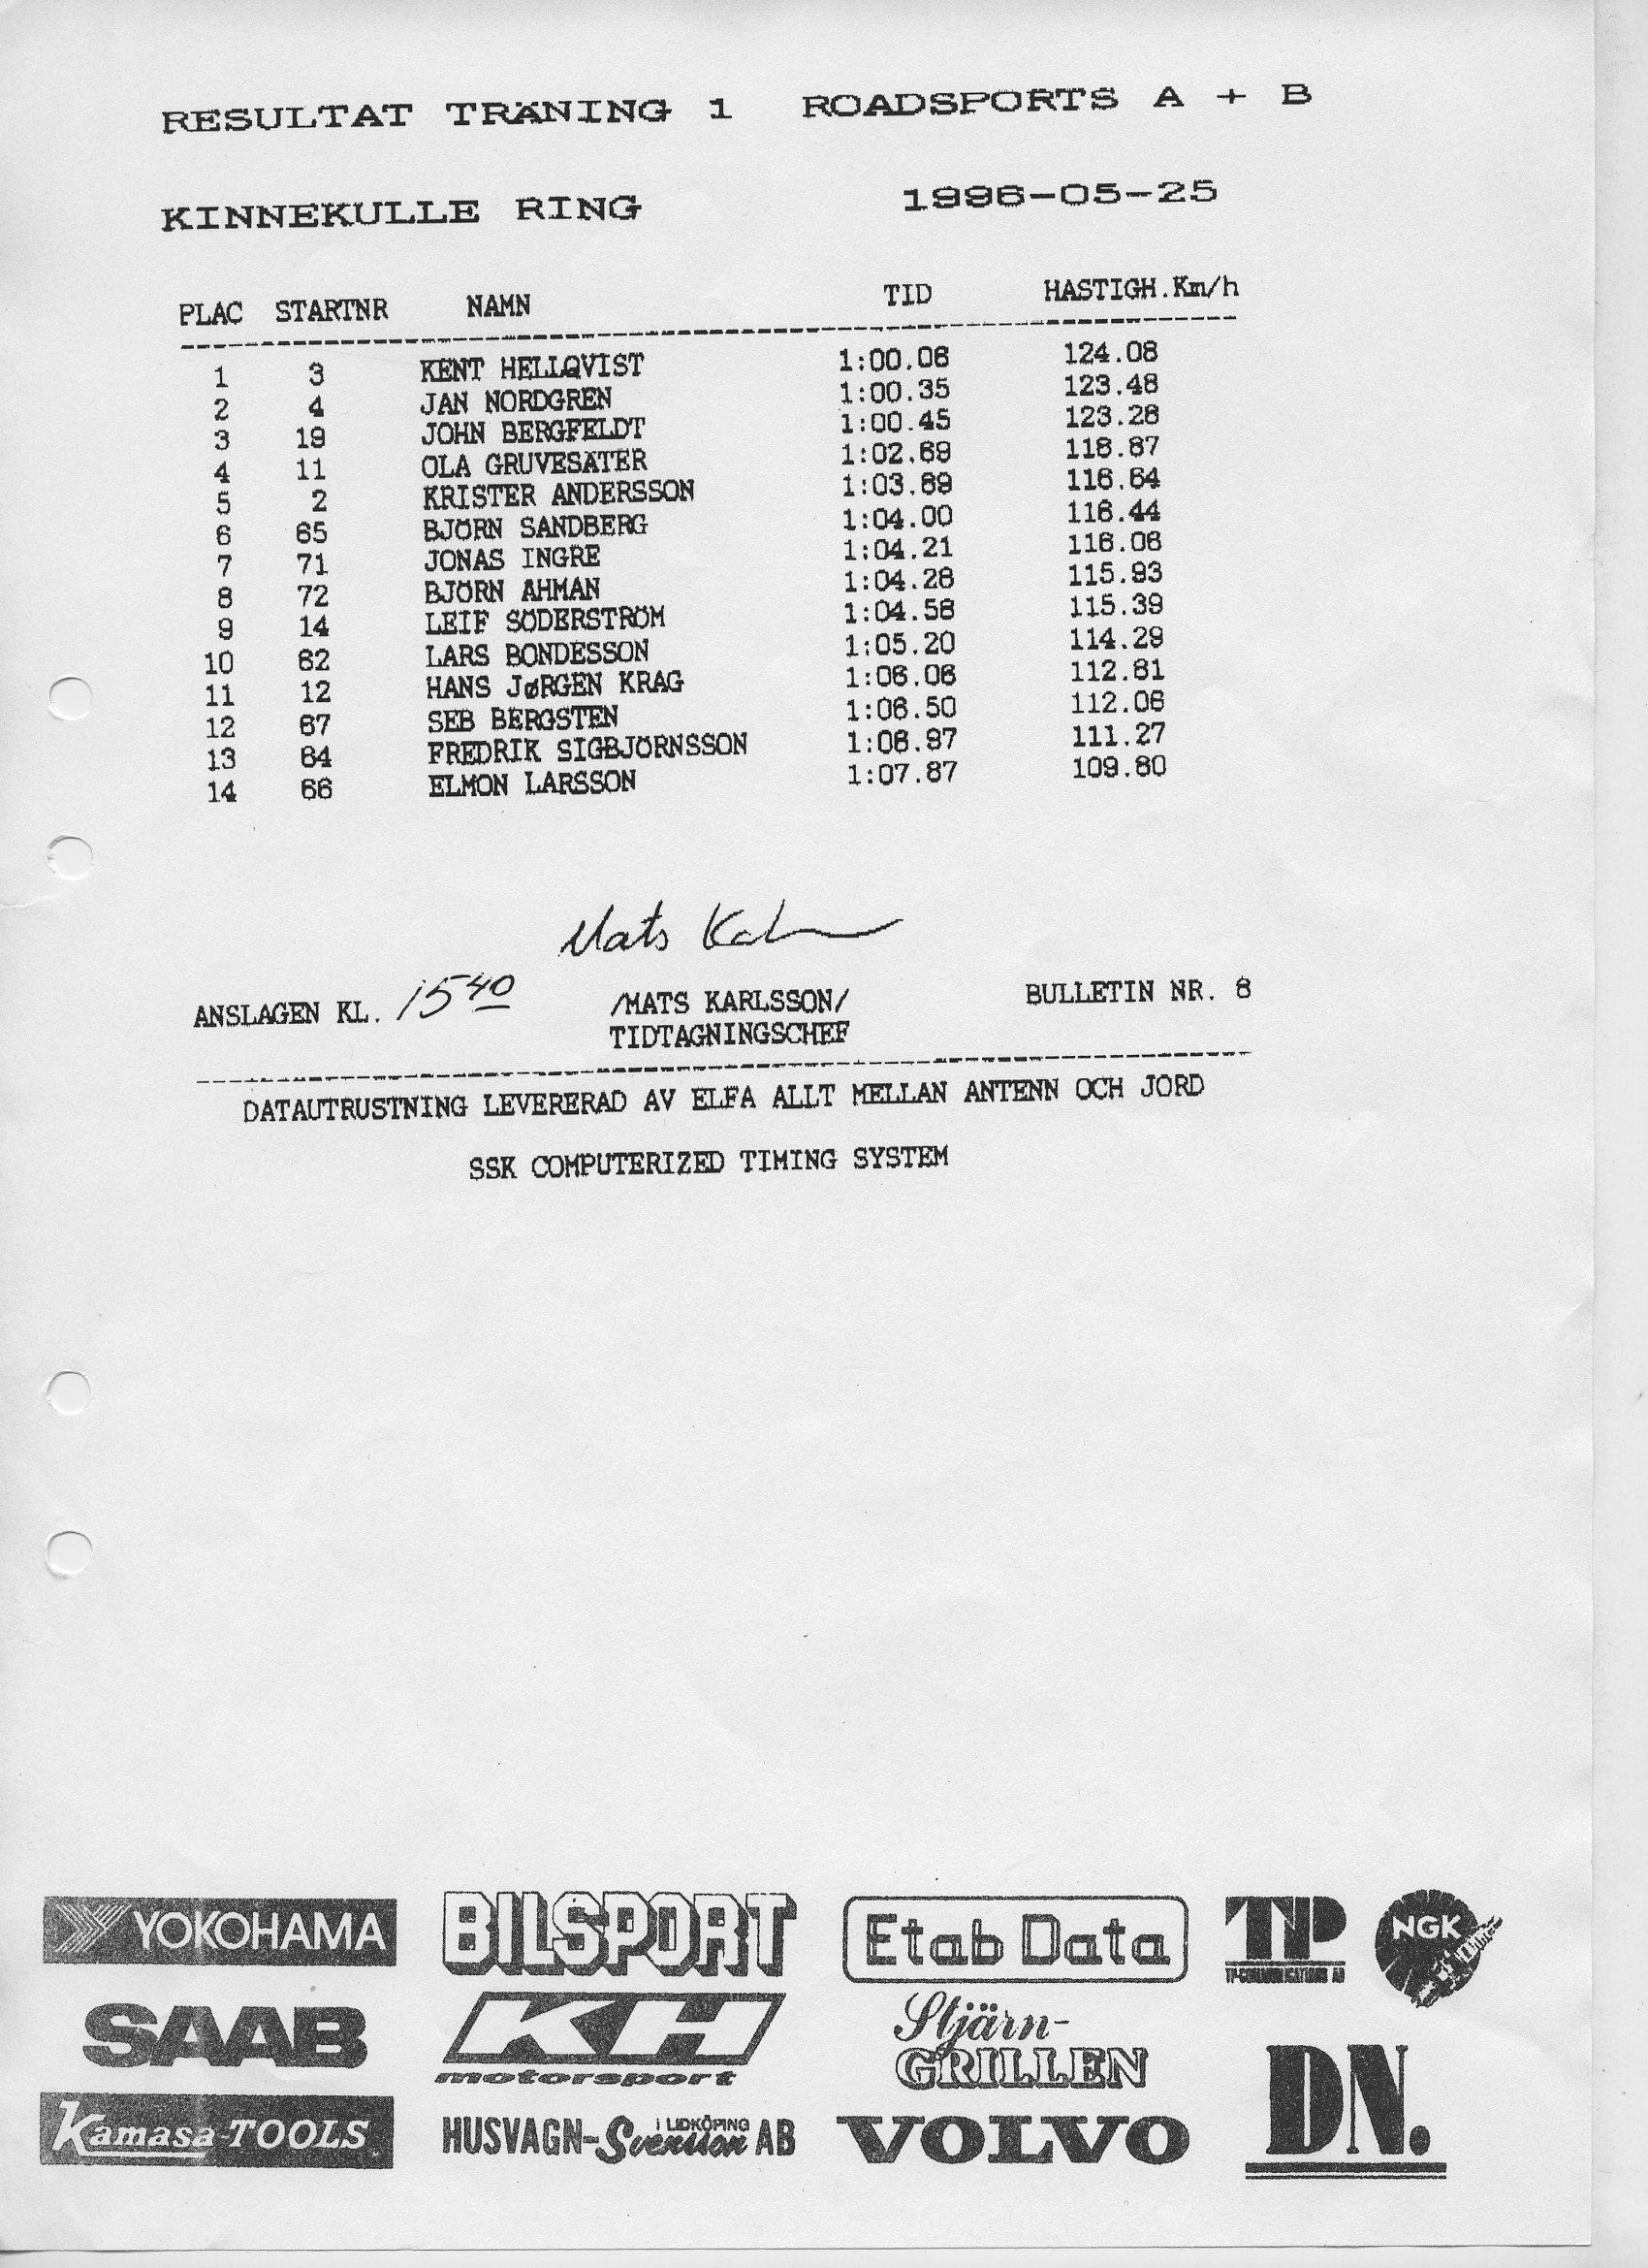 RESULTAT TRÄNING 1 ROADSPORTS A + B
KINNEKULLE RING 1996-05-25
PLAC STARTNR NAMN TID HASTIGH.Km/h
1 3 KENT HELLQVIST 1:00.06 124.08
2 4 JAN NORDGREN 1:00.35 123.48
3 19 JOHN BERGFELDT 1:00.45 123.28
4 11 OLA GRUVESÄTER 1:02.69 118.87
5 2 KRISTER ANDERSSON 1:03.89 116.64
6 65 BJÖRN SANDBERG 1:04.00 116.44
7 71 JONAS INGRE 1:04.21 116.06
8 72 BJÖRN ÅHMAN 1:04.28 115.93
9 14 LEIF SÖDERSTRÖM 1:04.58 115.39
10 62 LARS BONDESSON 1:05.20 114.29
11 12 HANS JØRGEN KRAG 1:06.06 112.81
12 67 SEB BERGSTEN 1:06.50 112.06
13 64 FREDRIK SIGBJÖRNSSON 1:06.97 111.27
14 66 ELMON LARSSON 1:07.87 109.80
Mats Karlsson
ANSLAGEN KL. 15 40 /MATS KARLSSON/ BULLETIN NR. 8
TIDTAGNINGSCHEF
DATAUTRUSTNING LEVERERAD AV ELFA ALLT MELLAN ANTENN OCH JORD
SSK COMPUTERIZED TIMING SYSTEM
YOKOHAMA BILSPORT Etab Data TP NGK
TP-COMMUNICATIONS AB
SAAB KH motorsport Stjärn-GRILLEN DN.
Kamasa-TOOLS HUSVAGN-Svensson I LIDKÖPING AB VOLVO